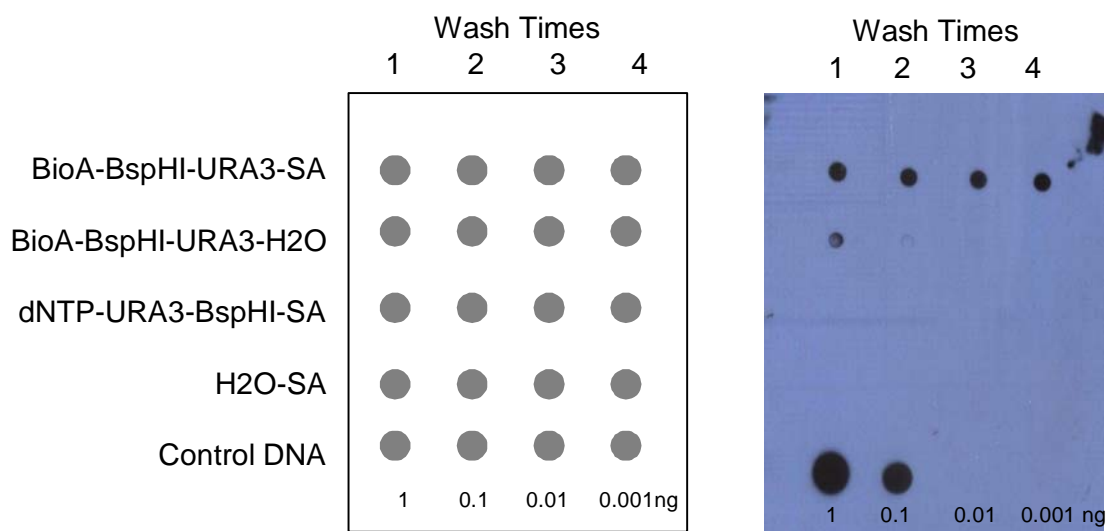 Wash Times
1 2 3 4
BioA-BspHI-URA3-SA
BioA-BspHI-URA3-H2O
dNTP-URA3-BspHI-SA
H2O-SA
Control DNA
1 0.1 0.01 0.001ng
Wash Times
1 2 3 4
1 0.1 0.01 0.001 ng